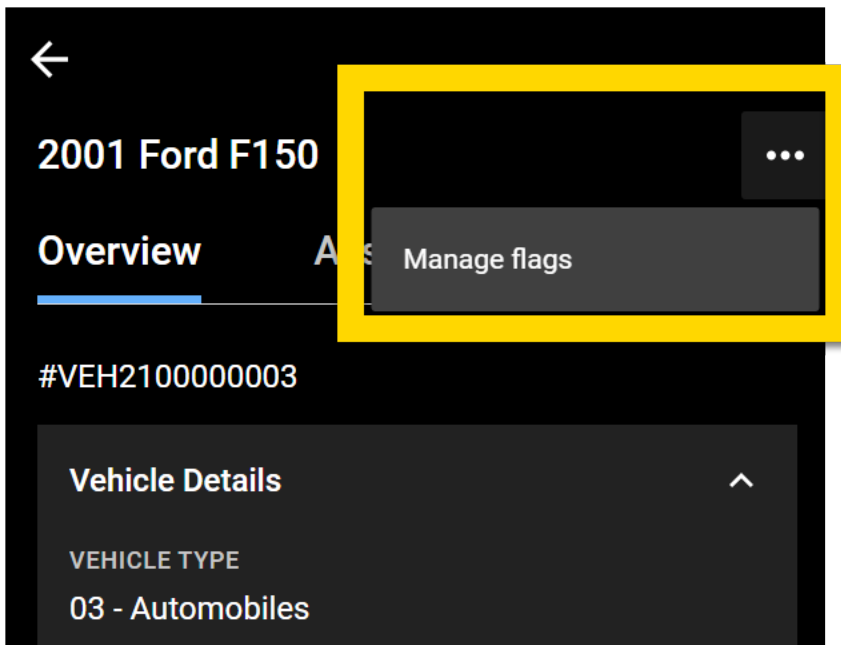 2001 Ford F150
Overview
Manage flags
#VEH2100000003
Vehicle Details
VEHICLE TYPE
03 - Automobiles